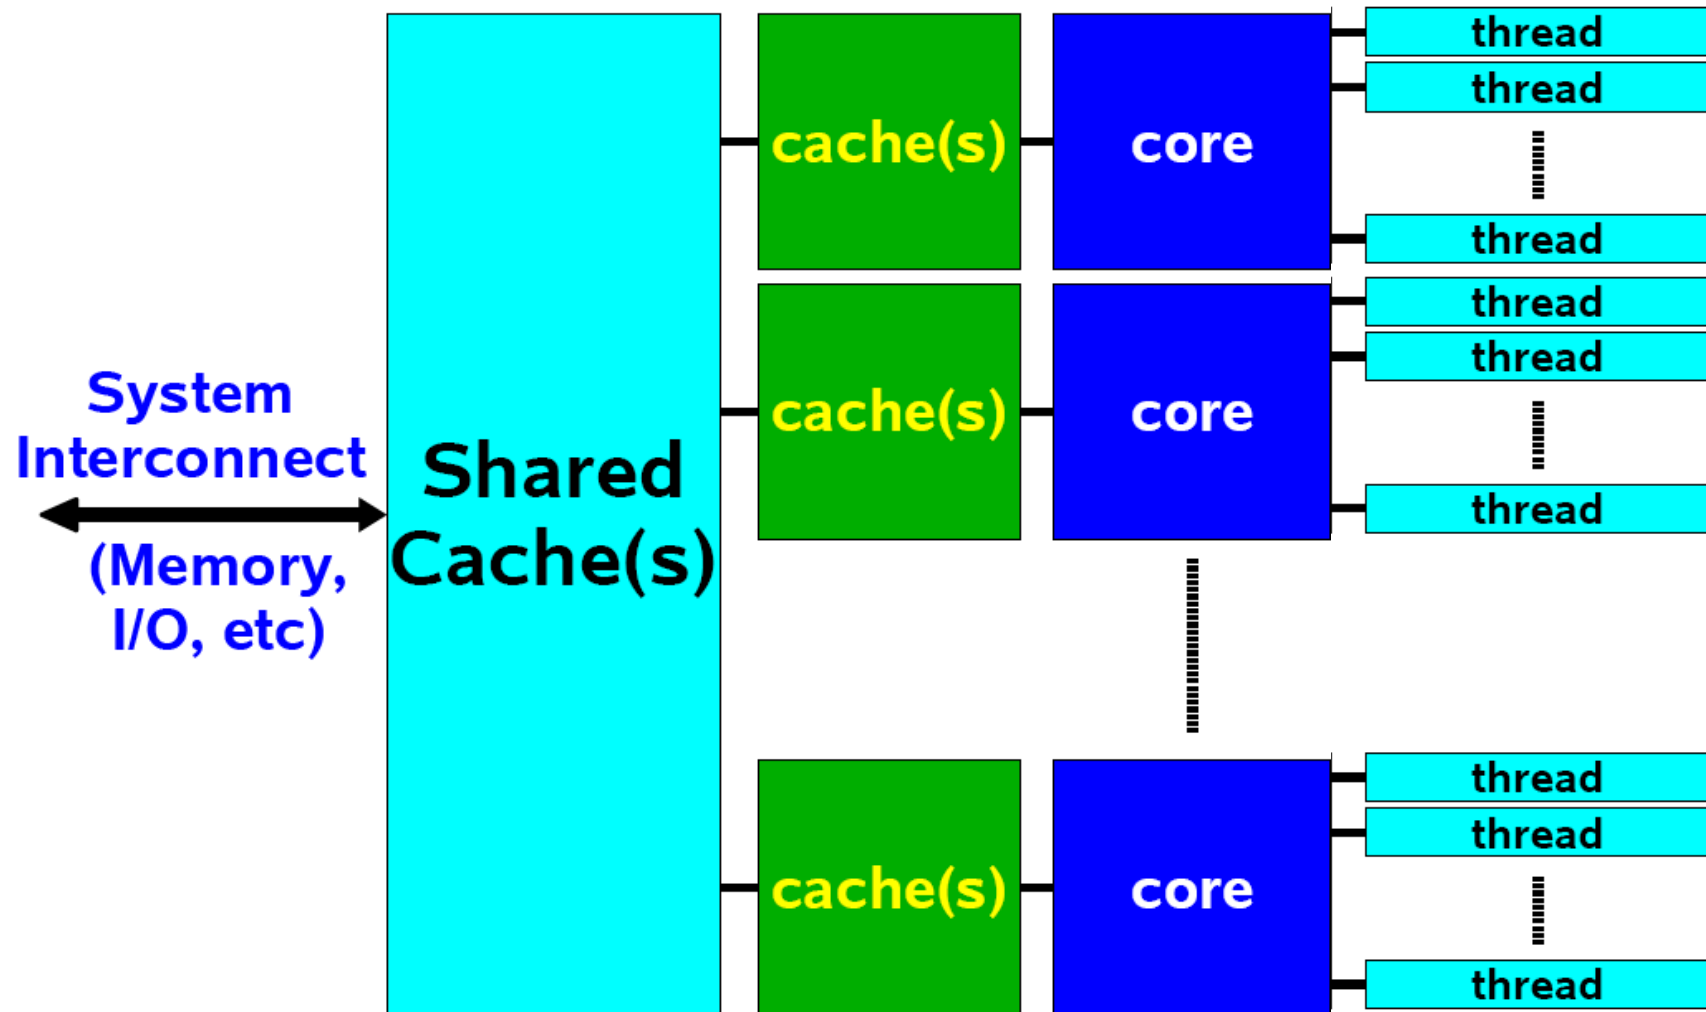 System
Interconnect
(Memory,
I/O, etc)
Shared
Cache(s)
cache(s)
core
thread
thread
thread
cache(s)
core
thread
thread
thread
cache(s)
core
thread
thread
thread